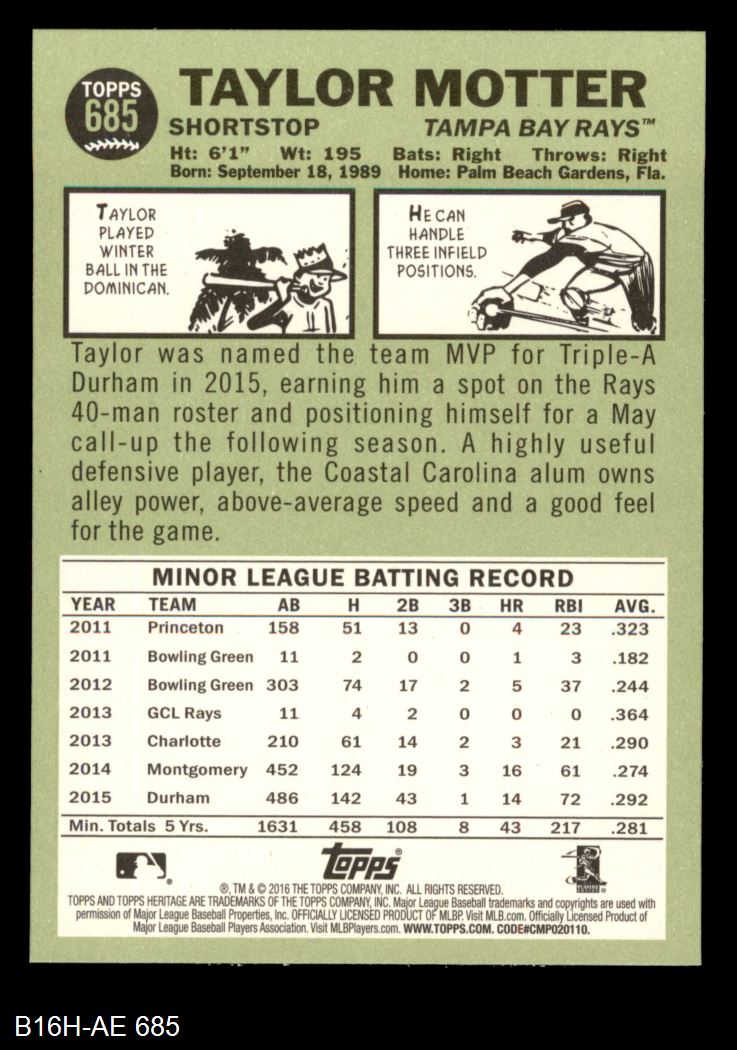 TOPPS
685
TAYLOR MOTTER
SHORTSTOP TAMPA BAY RAYS™
Ht: 6'1" Wt: 195 Bats: Right Throws: Right
Born: September 18, 1989 Home: Palm Beach Gardens, Fla.
TAYLOR
PLAYED
WINTER
BALL IN THE
DOMINICAN.
HE CAN
HANDLE
THREE INFIELD
POSITIONS.
Taylor was named the team MVP for Triple-A
Durham in 2015, earning him a spot on the Rays
40-man roster and positioning himself for a May
call-up the following season. A highly useful
defensive player, the Coastal Carolina alum owns
alley power, above-average speed and a good feel
for the game.
MINOR LEAGUE BATTING RECORD
YEAR TEAM AB H 2B 3B HR RBI AVG.
2011 Princeton 158 51 13 0 4 23 .323
2011 Bowling Green 11 2 0 0 1 3 .182
2012 Bowling Green 303 74 17 2 5 37 .244
2013 GCL Rays 11 4 2 0 0 0 .364
2013 Charlotte 210 61 14 2 3 21 .290
2014 Montgomery 452 124 19 3 16 61 .274
2015 Durham 486 142 43 1 14 72 .292
Min. Totals 5 Yrs. 1631 458 108 8 43 217 .281
Topps®
®, TM & © 2016 THE TOPPS COMPANY, INC. ALL RIGHTS RESERVED.
TOPPS AND TOPPS HERITAGE ARE TRADEMARKS OF THE TOPPS COMPANY, INC. Major League Baseball trademarks and copyrights are used with
permission of Major League Baseball Properties, Inc. OFFICIALLY LICENSED PRODUCT OF MLBP. Visit MLB.com. Officially Licensed Product of
Major League Baseball Players Association. Visit MLBPlayers.com. WWW.TOPPS.COM. CODE#CMP020110.
B16H-AE 685